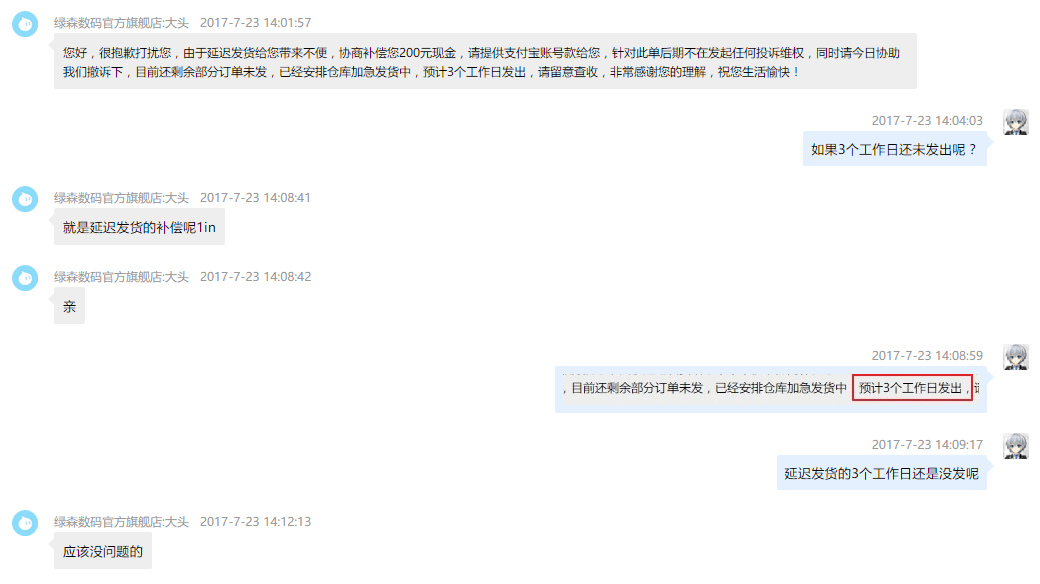 绿森数码官方旗舰店:大头 2017-7-23 14:01:57
您好，很抱歉打扰您，由于延迟发货给您带来不便，协商补偿您200元现金，请提供支付宝账号款给您，针对此单后期不在发起任何投诉维权，同时请今日协助
我们撤诉下，目前还剩余部分订单未发，已经安排仓库加急发货中，预计3个工作日发出，请留意查收，非常感谢您的理解，祝您生活愉快！
2017-7-23 14:04:03
如果3个工作日还未发出呢？
绿森数码官方旗舰店:大头 2017-7-23 14:08:41
就是延迟发货的补偿呢1in
绿森数码官方旗舰店:大头 2017-7-23 14:08:42
亲
2017-7-23 14:08:59
，目前还剩余部分订单未发，已经安排仓库加急发货中 预计3个工作日发出，
2017-7-23 14:09:17
延迟发货的3个工作日还是没发呢
绿森数码官方旗舰店:大头 2017-7-23 14:12:13
应该没问题的